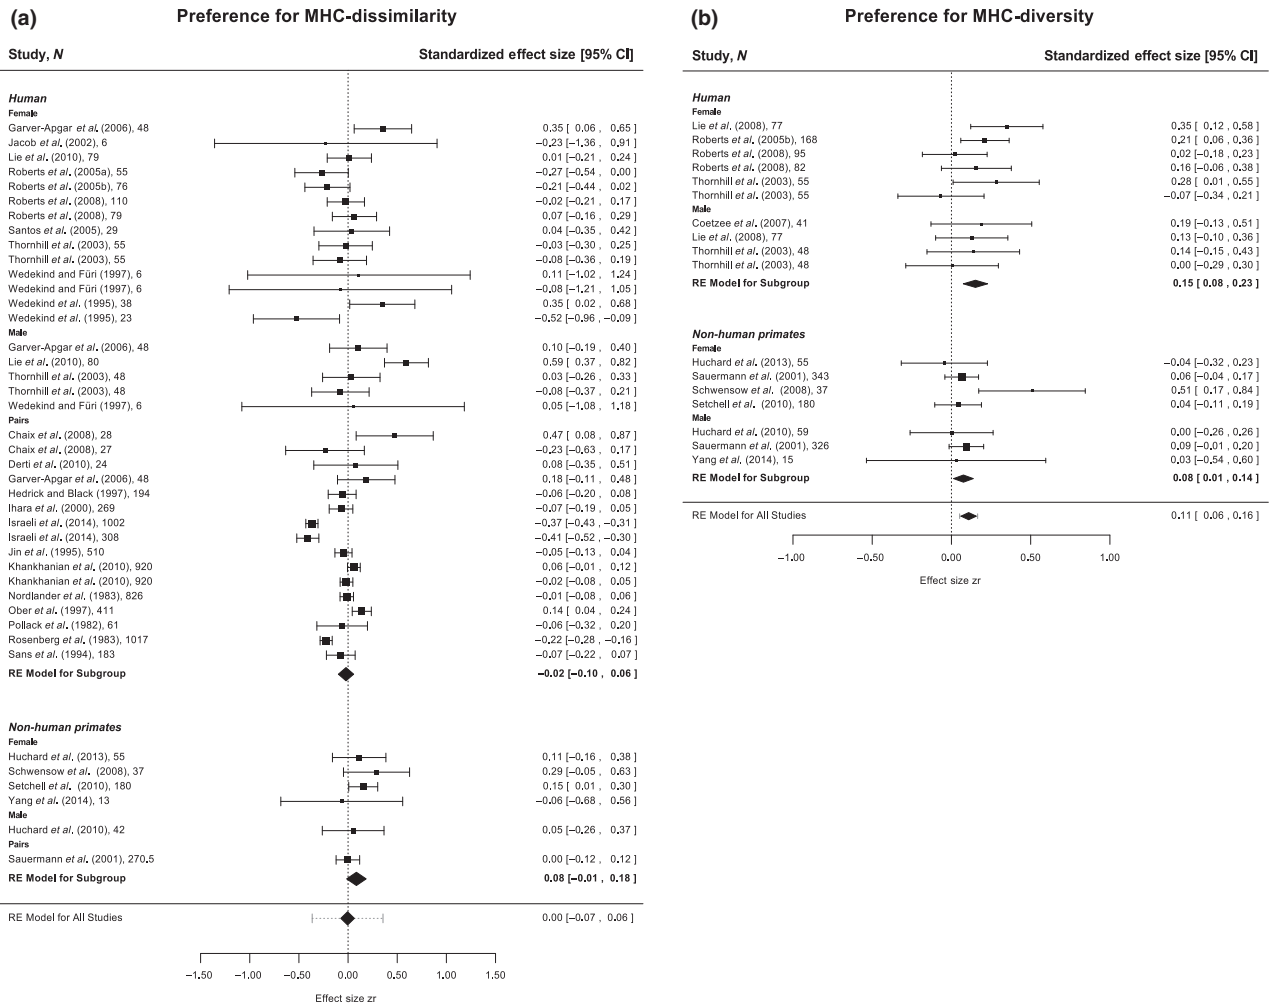 (a) Preference for MHC-dissimilarity
Study, N Standardized effect size [95% CI]
Human
Female
Garver-Apgar et al. (2006), 48 0.35 [ 0.06 , 0.65]
Jacob et al. (2002), 6 −0.23 [−1.36 , 0.91]
Lie et al. (2010), 79 0.01 [−0.21 , 0.24]
Roberts et al. (2005a), 55 −0.27 [−0.54 , 0.00]
Roberts et al. (2005b), 76 −0.21 [−0.44 , 0.02]
Roberts et al. (2008), 110 −0.02 [−0.21 , 0.17]
Roberts et al. (2008), 79 0.07 [−0.16 , 0.29]
Santos et al. (2005), 29 0.04 [−0.35 , 0.42]
Thornhill et al. (2003), 55 −0.03 [−0.30 , 0.25]
Thornhill et al. (2003), 55 −0.08 [−0.36 , 0.19]
Wedekind and Füri (1997), 6 0.11 [−1.02 , 1.24]
Wedekind and Füri (1997), 6 −0.08 [−1.21 , 1.05]
Wedekind et al. (1995), 38 0.35 [ 0.02 , 0.68]
Wedekind et al. (1995), 23 −0.52 [−0.96 , −0.09]
Male
Garver-Apgar et al. (2006), 48 0.10 [−0.19 , 0.40]
Lie et al. (2010), 80 0.59 [ 0.37 , 0.82]
Thornhill et al. (2003), 48 0.03 [−0.26 , 0.33]
Thornhill et al. (2003), 48 −0.08 [−0.37 , 0.21]
Wedekind and Füri (1997), 6 0.05 [−1.08 , 1.18]
Pairs
Chaix et al. (2008), 28 0.47 [ 0.08 , 0.87]
Chaix et al. (2008), 27 −0.23 [−0.63 , 0.17]
Derti et al. (2010), 24 0.08 [−0.35 , 0.51]
Garver-Apgar et al. (2006), 48 0.18 [−0.11 , 0.48]
Hedrick and Black (1997), 194 −0.06 [−0.20 , 0.08]
Ihara et al. (2000), 269 −0.07 [−0.19 , 0.05]
Israeli et al. (2014), 1002 −0.37 [−0.43 , −0.31]
Israeli et al. (2014), 308 −0.41 [−0.52 , −0.30]
Jin et al. (1995), 510 −0.05 [−0.13 , 0.04]
Khankhanian et al. (2010), 920 0.06 [−0.01 , 0.12]
Khankhanian et al. (2010), 920 −0.02 [−0.08 , 0.05]
Nordlander et al. (1983), 826 −0.01 [−0.08 , 0.06]
Ober et al. (1997), 411 0.14 [ 0.04 , 0.24]
Pollack et al. (1982), 61 −0.06 [−0.32 , 0.20]
Rosenberg et al. (1983), 1017 −0.22 [−0.28 , −0.16]
Sans et al. (1994), 183 −0.07 [−0.22 , 0.07]
RE Model for Subgroup −0.02 [−0.10 , 0.06]
Non-human primates
Female
Huchard et al. (2013), 55 0.11 [−0.16 , 0.38]
Schwensow et al. (2008), 37 0.29 [−0.05 , 0.63]
Setchell et al. (2010), 180 0.15 [ 0.01 , 0.30]
Yang et al. (2014), 13 −0.06 [−0.68 , 0.56]
Male
Huchard et al. (2010), 42 0.05 [−0.26 , 0.37]
Pairs
Sauermann et al. (2001), 270.5 0.00 [−0.12 , 0.12]
RE Model for Subgroup 0.08 [−0.01 , 0.18]
RE Model for All Studies 0.00 [−0.07 , 0.06]
−1.50 −1.00 −0.50 0.00 0.50 1.00 1.50
Effect size zr
(b) Preference for MHC-diversity
Study, N Standardized effect size [95% CI]
Human
Female
Lie et al. (2008), 77 0.35 [ 0.12 , 0.58]
Roberts et al. (2005b), 168 0.21 [ 0.06 , 0.36]
Roberts et al. (2008), 95 0.02 [−0.18 , 0.23]
Roberts et al. (2008), 82 0.16 [−0.06 , 0.38]
Thornhill et al. (2003), 55 0.28 [ 0.01 , 0.55]
Thornhill et al. (2003), 55 −0.07 [−0.34 , 0.21]
Male
Coetzee et al. (2007), 41 0.19 [−0.13 , 0.51]
Lie et al. (2008), 77 0.13 [−0.10 , 0.36]
Thornhill et al. (2003), 48 0.14 [−0.15 , 0.43]
Thornhill et al. (2003), 48 0.00 [−0.29 , 0.30]
RE Model for Subgroup 0.15 [0.08 , 0.23]
Non-human primates
Female
Huchard et al. (2013), 55 −0.04 [−0.32 , 0.23]
Sauermann et al. (2001), 343 0.06 [−0.04 , 0.17]
Schwensow et al. (2008), 37 0.51 [ 0.17 , 0.84]
Setchell et al. (2010), 180 0.04 [−0.11 , 0.19]
Male
Huchard et al. (2010), 59 0.00 [−0.26 , 0.26]
Sauermann et al. (2001), 326 0.09 [−0.01 , 0.20]
Yang et al. (2014), 15 0.03 [−0.54 , 0.60]
RE Model for Subgroup 0.08 [0.01 , 0.14]
RE Model for All Studies 0.11 [ 0.06 , 0.16]
−1.00 −0.50 0.00 0.50 1.00
Effect size zr